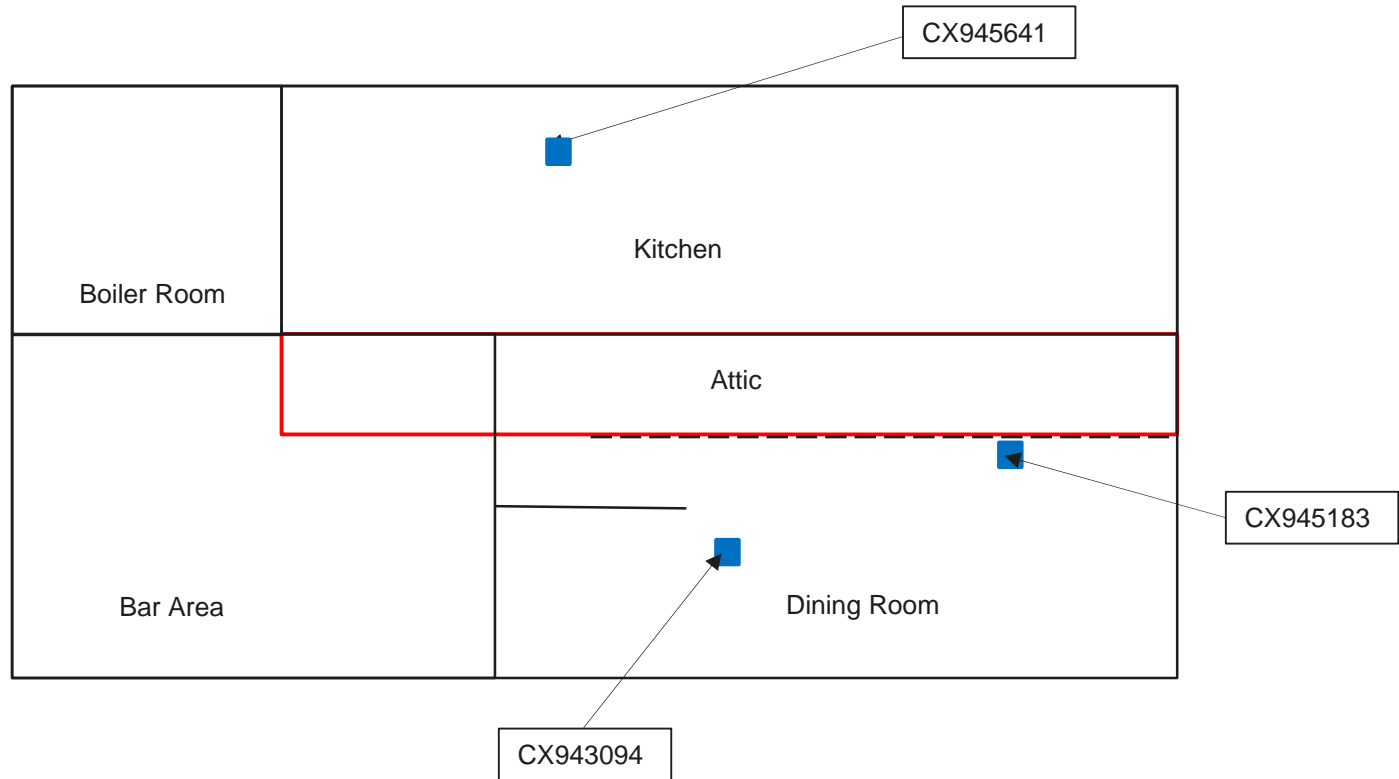 CX945641
Kitchen
Boiler Room
Attic
CX945183
Bar Area
Dining Room
CX943094